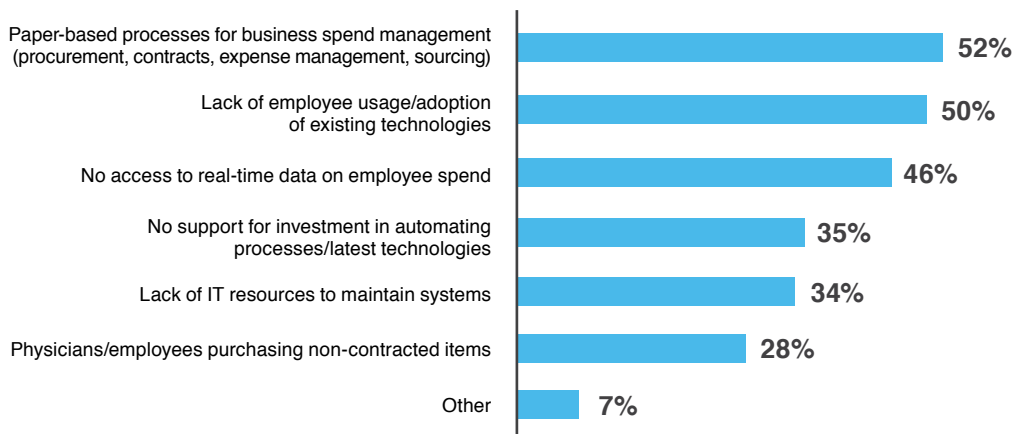 Paper-based processes for business spend management
(procurement, contracts, expense management, sourcing)
52%
Lack of employee usage/adoption
of existing technologies
50%
No access to real-time data on employee spend
46%
No support for investment in automating
processes/latest technologies
35%
Lack of IT resources to maintain systems
34%
Physicians/employees purchasing non-contracted items
28%
Other
7%